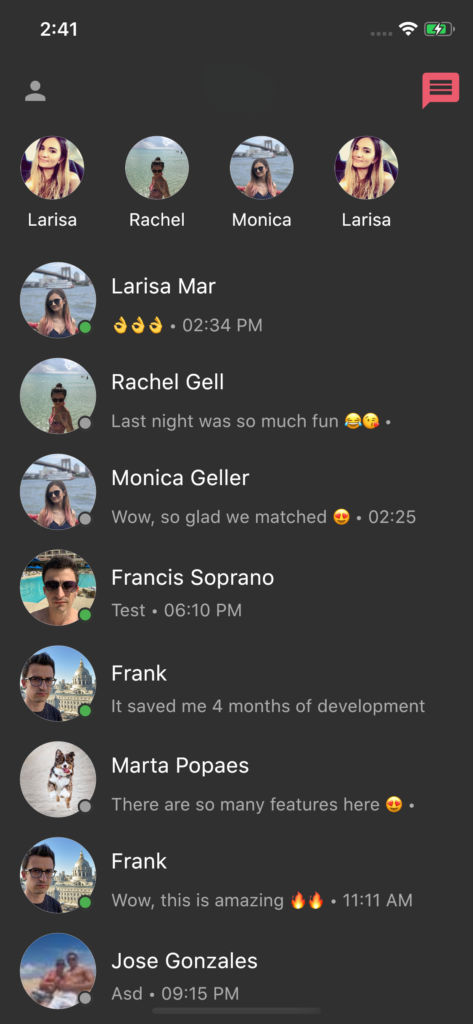 2:41
Larisa Rachel Monica Larisa
Larisa Mar
👌👌👌 • 02:34 PM
Rachel Gell
Last night was so much fun 😂😘 •
Monica Geller
Wow, so glad we matched 😍 • 02:25
Francis Soprano
Test • 06:10 PM
Frank
It saved me 4 months of development
Marta Popaes
There are so many features here 😍 •
Frank
Wow, this is amazing 🔥🔥 • 11:11 AM
Jose Gonzales
Asd • 09:15 PM